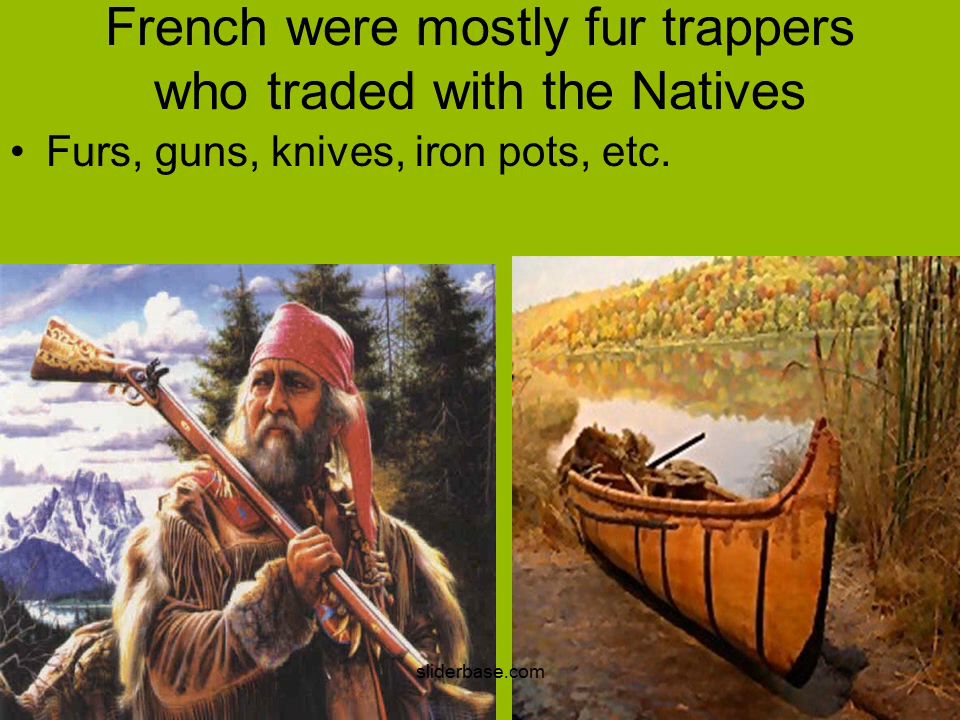 French were mostly fur trappers
who traded with the Natives
• Furs, guns, knives, iron pots, etc.
sliderbase.com